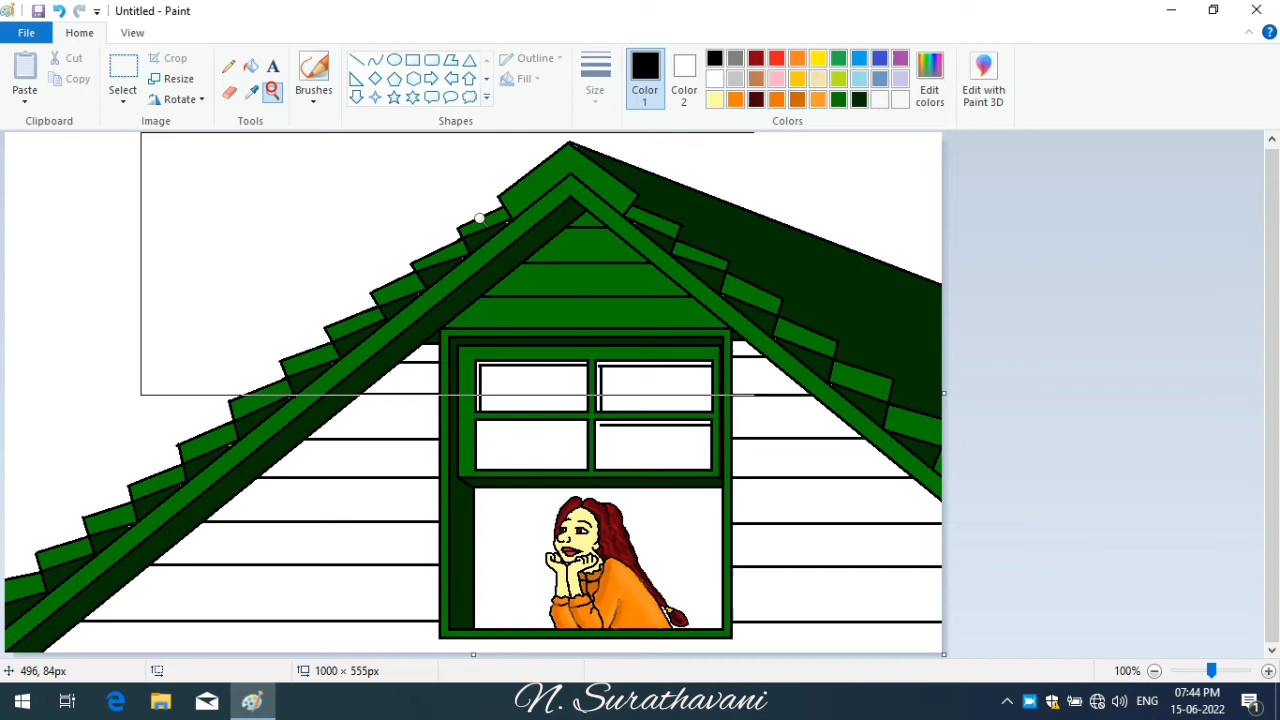 Untitled - Paint
File
Home
View
Paste
Cut
Copy
Clipboard
Select
Crop
Resize
Rotate
Image
A
Tools
Brushes
Outline
Fill
Shapes
Size
Color 1
Color 2
Edit colors
Colors
Edit with Paint 3D
496, 84px
1000 × 555px
100%
ENG
07:44 PM
15-06-2022
1
N. Surathavani